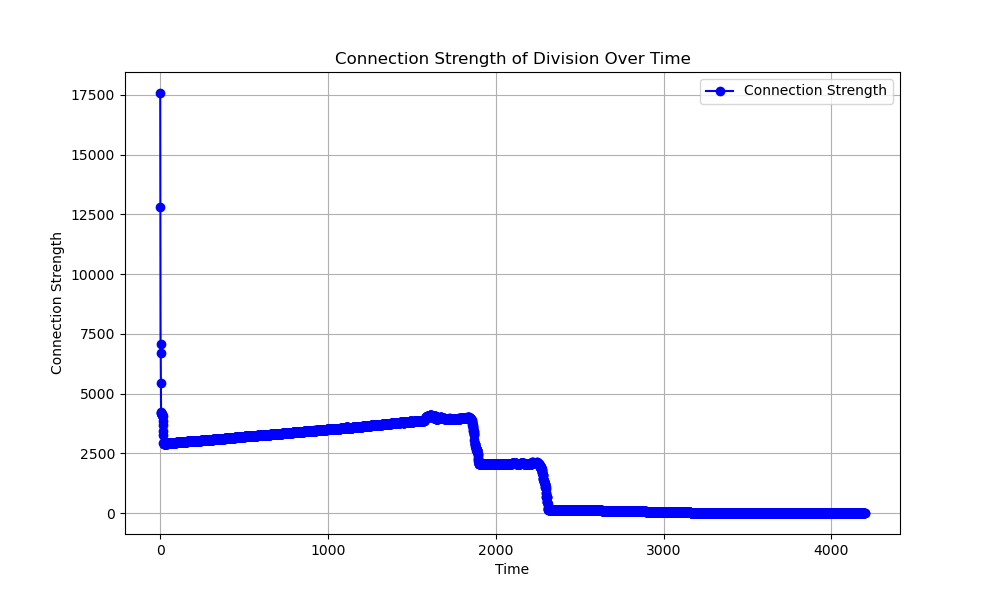 Connection Strength of Division Over Time
Connection Strength
17500
15000
12500
10000
7500
5000
2500
0
Connection Strength
0 1000 2000 3000 4000
Time